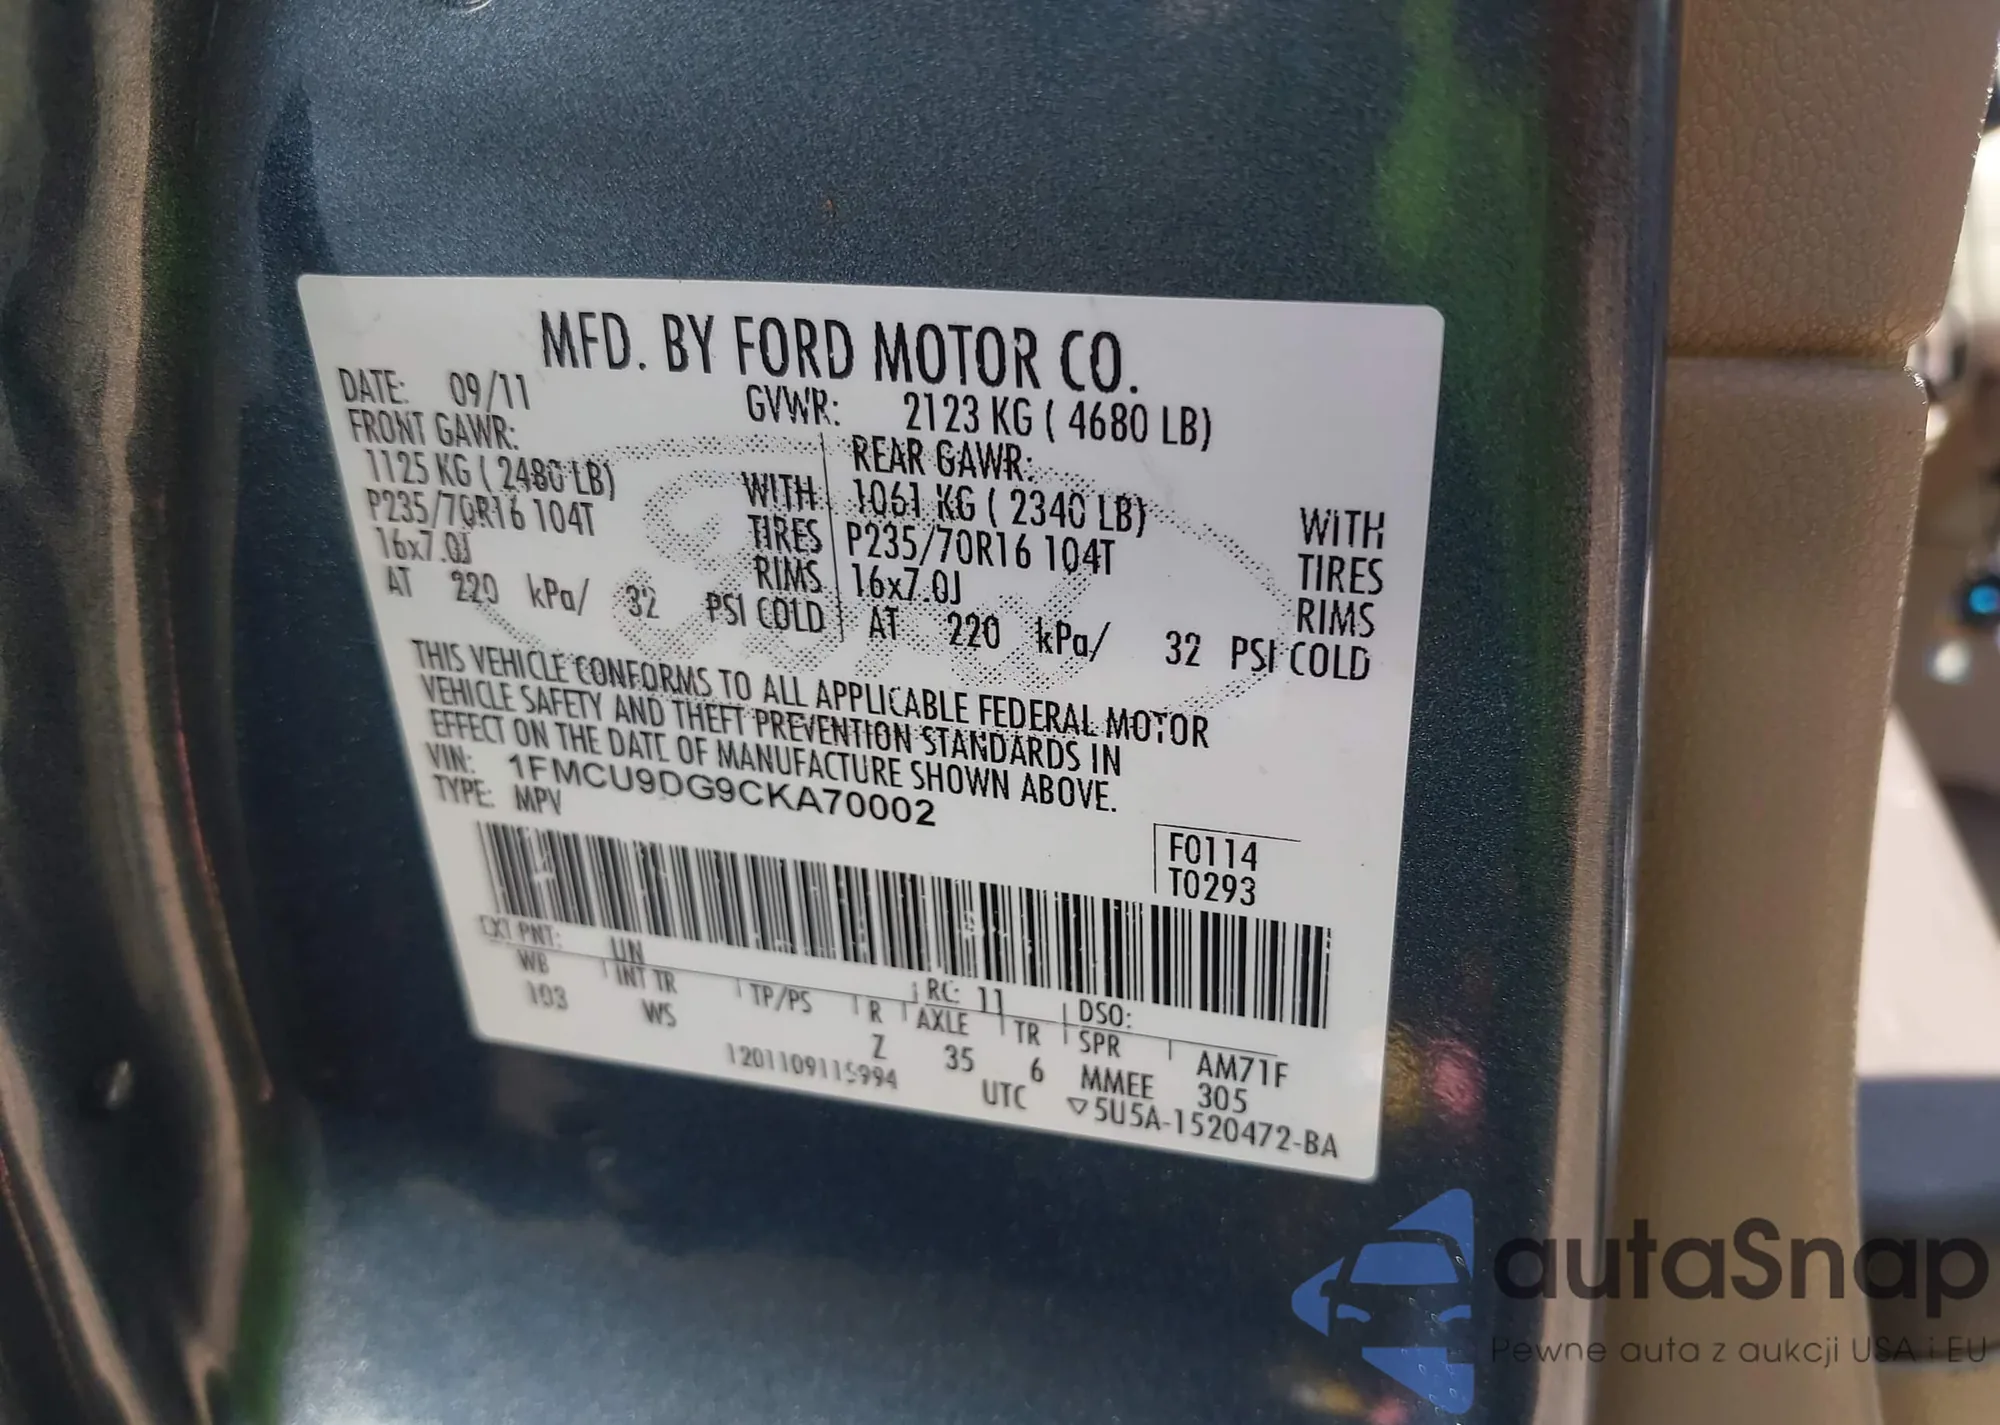 MFD. BY FORD MOTOR CO.
DATE: 09/11 GVWR: 2123 KG ( 4680 LB)
FRONT GAWR: REAR GAWR:
1125 KG ( 2480 LB) WITH 1061 KG ( 2340 LB) WITH
P235/70R16 104T TIRES P235/70R16 104T TIRES
16x7.0J RIMS 16x7.0J RIMS
AT 220 kPa/ 32 PSI COLD AT 220 kPa/ 32 PSI COLD
THIS VEHICLE CONFORMS TO ALL APPLICABLE FEDERAL MOTOR
VEHICLE SAFETY AND THEFT PREVENTION STANDARDS IN
EFFECT ON THE DATE OF MANUFACTURE SHOWN ABOVE.
VIN: 1FMCU9DG9CKA70002
TYPE: MPV
F0114
T0293
EXT PNT: UN RC: 11 DSO:
WB INT TR TP/PS R AXLE TR SPR AM71F
103 WS Z 35 6 MMEE 305
1201109115994 UTC ▽5U5A-1520472-BA
autaSnap
Pewne auta z aukcji USA i EU